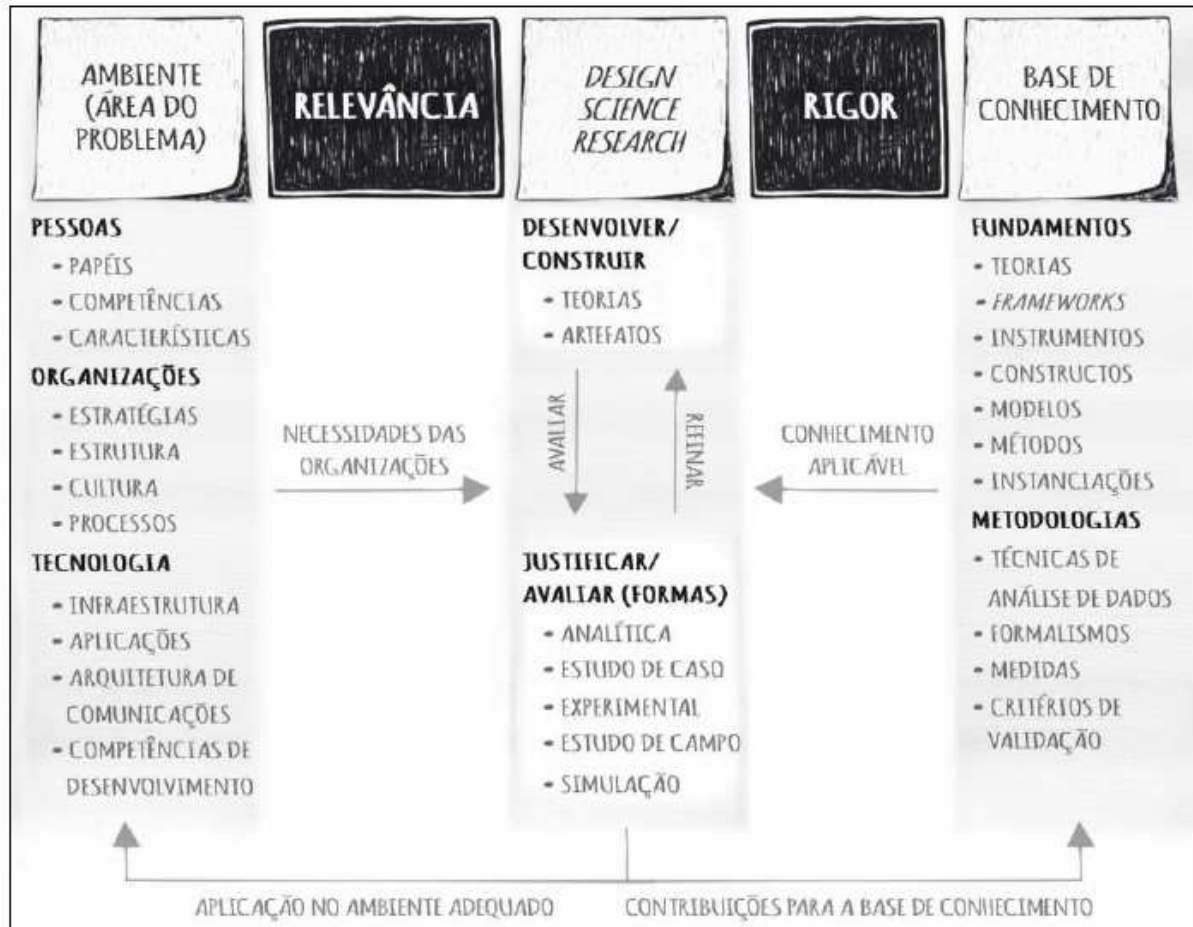 AMBIENTE
(ÁREA DO
PROBLEMA)
RELEVÂNCIA
DESIGN
SCIENCE
RESEARCH
RIGOR
BASE DE
CONHECIMENTO
PESSOAS
- PAPÉIS
- COMPETÊNCIAS
- CARACTERÍSTICAS
ORGANIZAÇÕES
- ESTRATÉGIAS
- ESTRUTURA
- CULTURA
- PROCESSOS
TECNOLOGIA
- INFRAESTRUTURA
- APLICAÇÕES
- ARQUITETURA DE
COMUNICAÇÕES
- COMPETÊNCIAS DE
DESENVOLVIMENTO
NECESSIDADES DAS
ORGANIZAÇÕES
DESENVOLVER/
CONSTRUIR
- TEORIAS
- ARTEFATOS
AVALIAR
REFINAR
JUSTIFICAR/
AVALIAR (FORMAS)
- ANALÍTICA
- ESTUDO DE CASO
- EXPERIMENTAL
- ESTUDO DE CAMPO
- SIMULAÇÃO
CONHECIMENTO
APLICÁVEL
FUNDAMENTOS
- TEORIAS
- FRAMEWORKS
- INSTRUMENTOS
- CONSTRUCTOS
- MODELOS
- MÉTODOS
- INSTANCIAÇÕES
METODOLOGIAS
- TÉCNICAS DE
ANÁLISE DE DADOS
- FORMALISMOS
- MEDIDAS
- CRITÉRIOS DE
VALIDAÇÃO
APLICAÇÃO NO AMBIENTE ADEQUADO
CONTRIBUIÇÕES PARA A BASE DE CONHECIMENTO